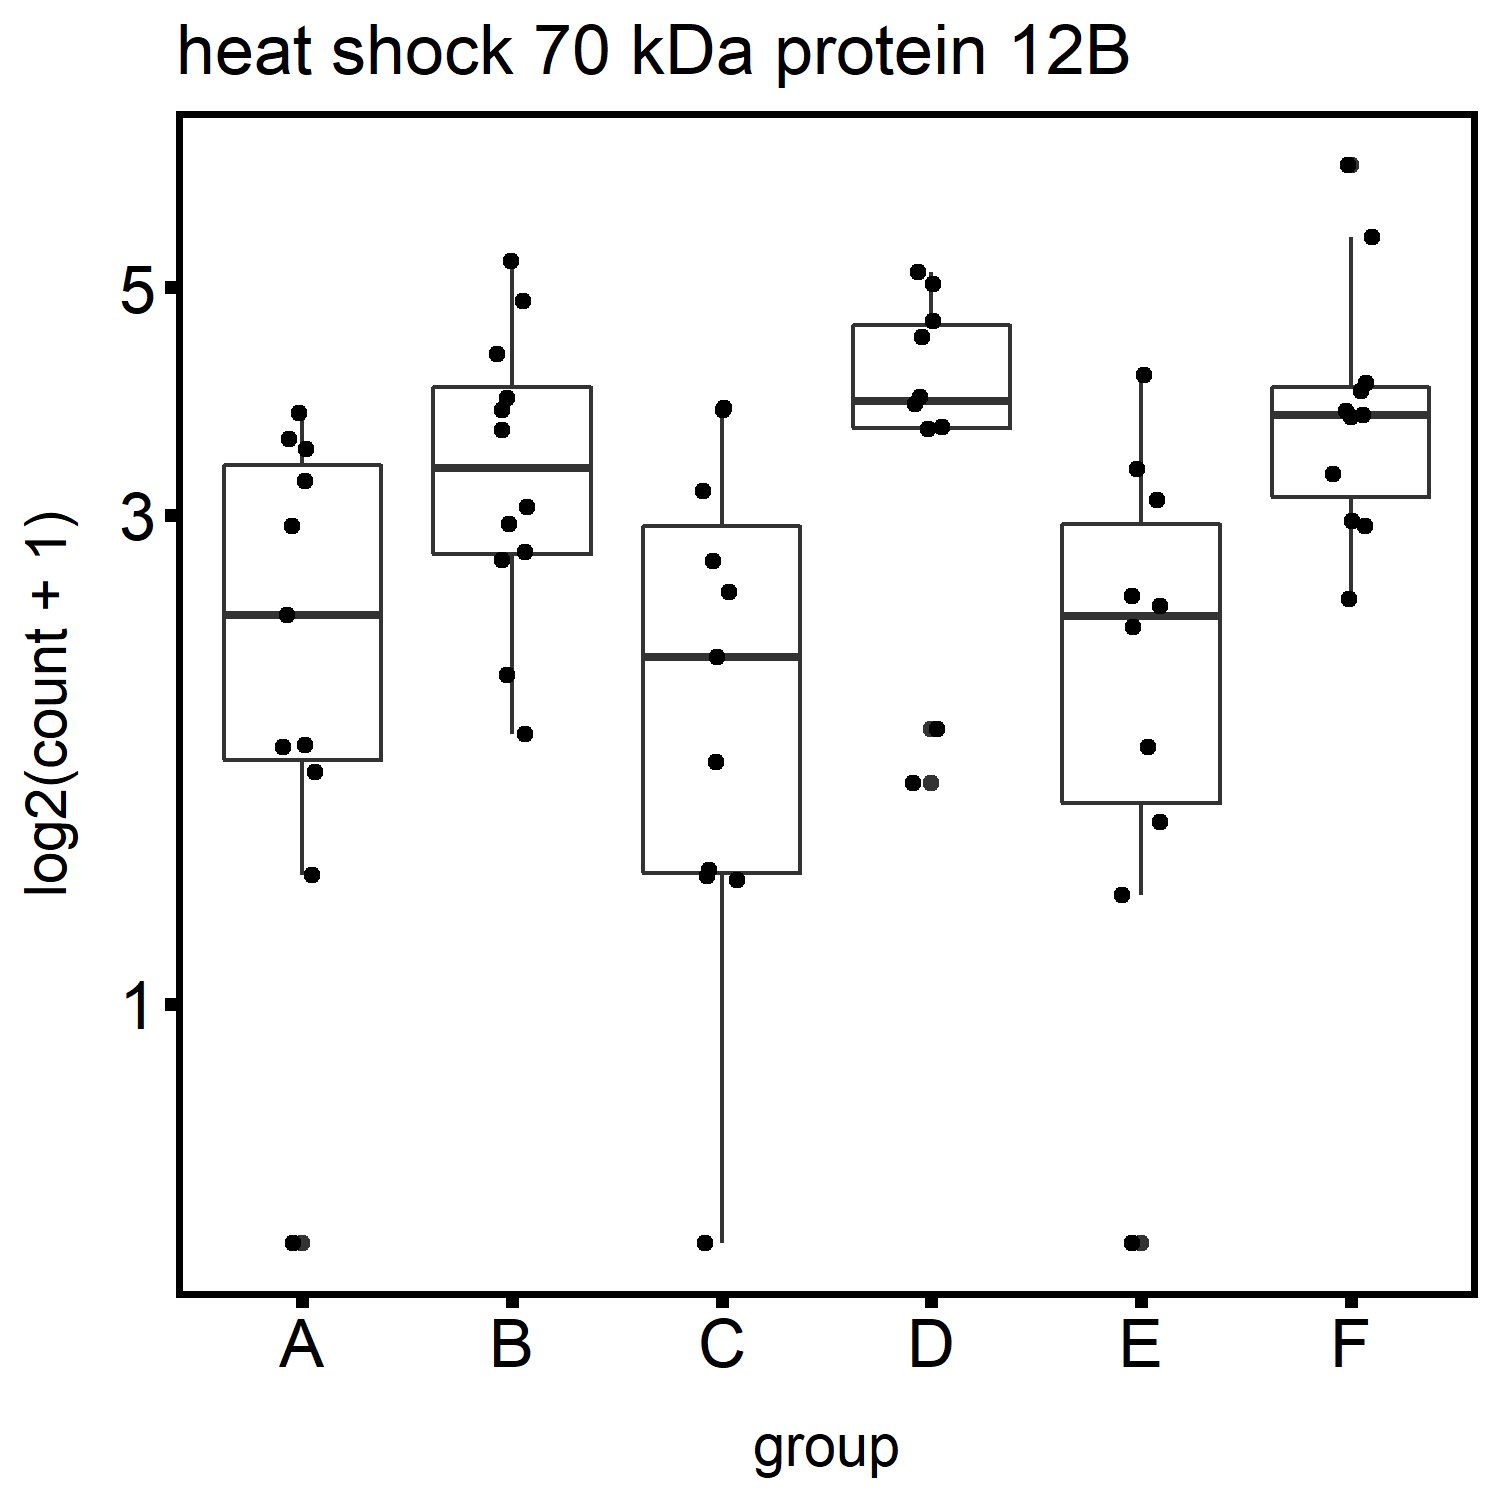 heat shock 70 kDa protein 12B
log2(count + 1)
5
3
1
A B C D E F
group